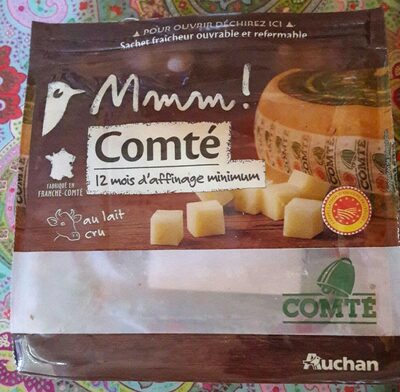 POUR OUVRIR DÉCHIREZ ICI
Sachet fraîcheur ouvrable et refermable
Mmm!
Comté
12 mois d'affinage minimum
FABRIQUÉ EN
FRANCHE-COMTÉ
au lait
cru
COMTÉ
Auchan